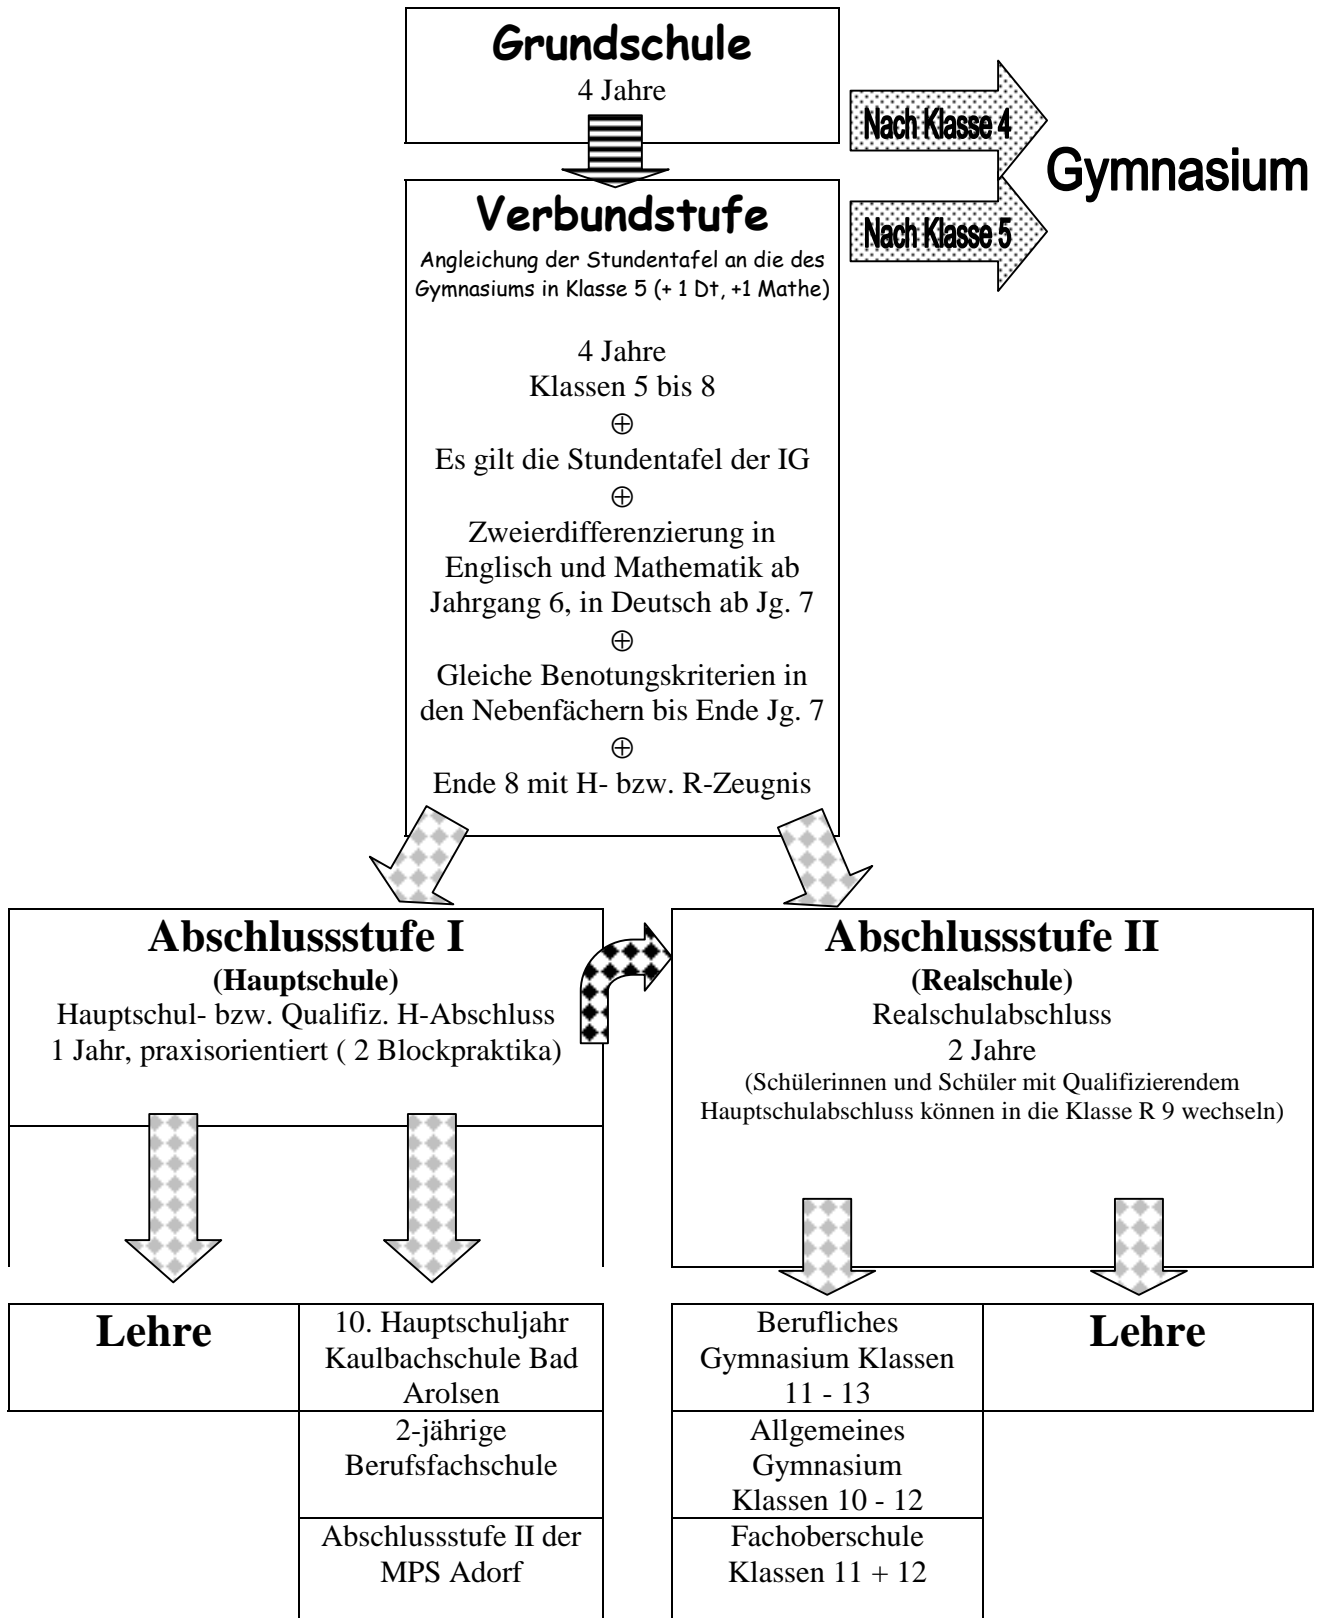 Grundschule
4 Jahre
Nach Klasse 4
Gymnasium
Nach Klasse 5
Verbundstufe
Angleichung der Stundentafel an die des
Gymnasiums in Klasse 5 (+ 1 Dt, +1 Mathe)
4 Jahre
Klassen 5 bis 8
⊕
Es gilt die Stundentafel der IG
⊕
Zweierdifferenzierung in
Englisch und Mathematik ab
Jahrgang 6, in Deutsch ab Jg. 7
⊕
Gleiche Benotungskriterien in
den Nebenfächern bis Ende Jg. 7
⊕
Ende 8 mit H- bzw. R-Zeugnis
Abschlussstufe I
(Hauptschule)
Hauptschul- bzw. Qualifiz. H-Abschluss
1 Jahr, praxisorientiert ( 2 Blockpraktika)
Abschlussstufe II
(Realschule)
Realschulabschluss
2 Jahre
(Schülerinnen und Schüler mit Qualifizierendem
Hauptschulabschluss können in die Klasse R 9 wechseln)
Lehre
10. Hauptschuljahr
Kaulbachschule Bad
Arolsen
2-jährige
Berufsfachschule
Abschlussstufe II der
MPS Adorf
Berufliches
Gymnasium Klassen
11 - 13
Allgemeines
Gymnasium
Klassen 10 - 12
Fachoberschule
Klassen 11 + 12
Lehre